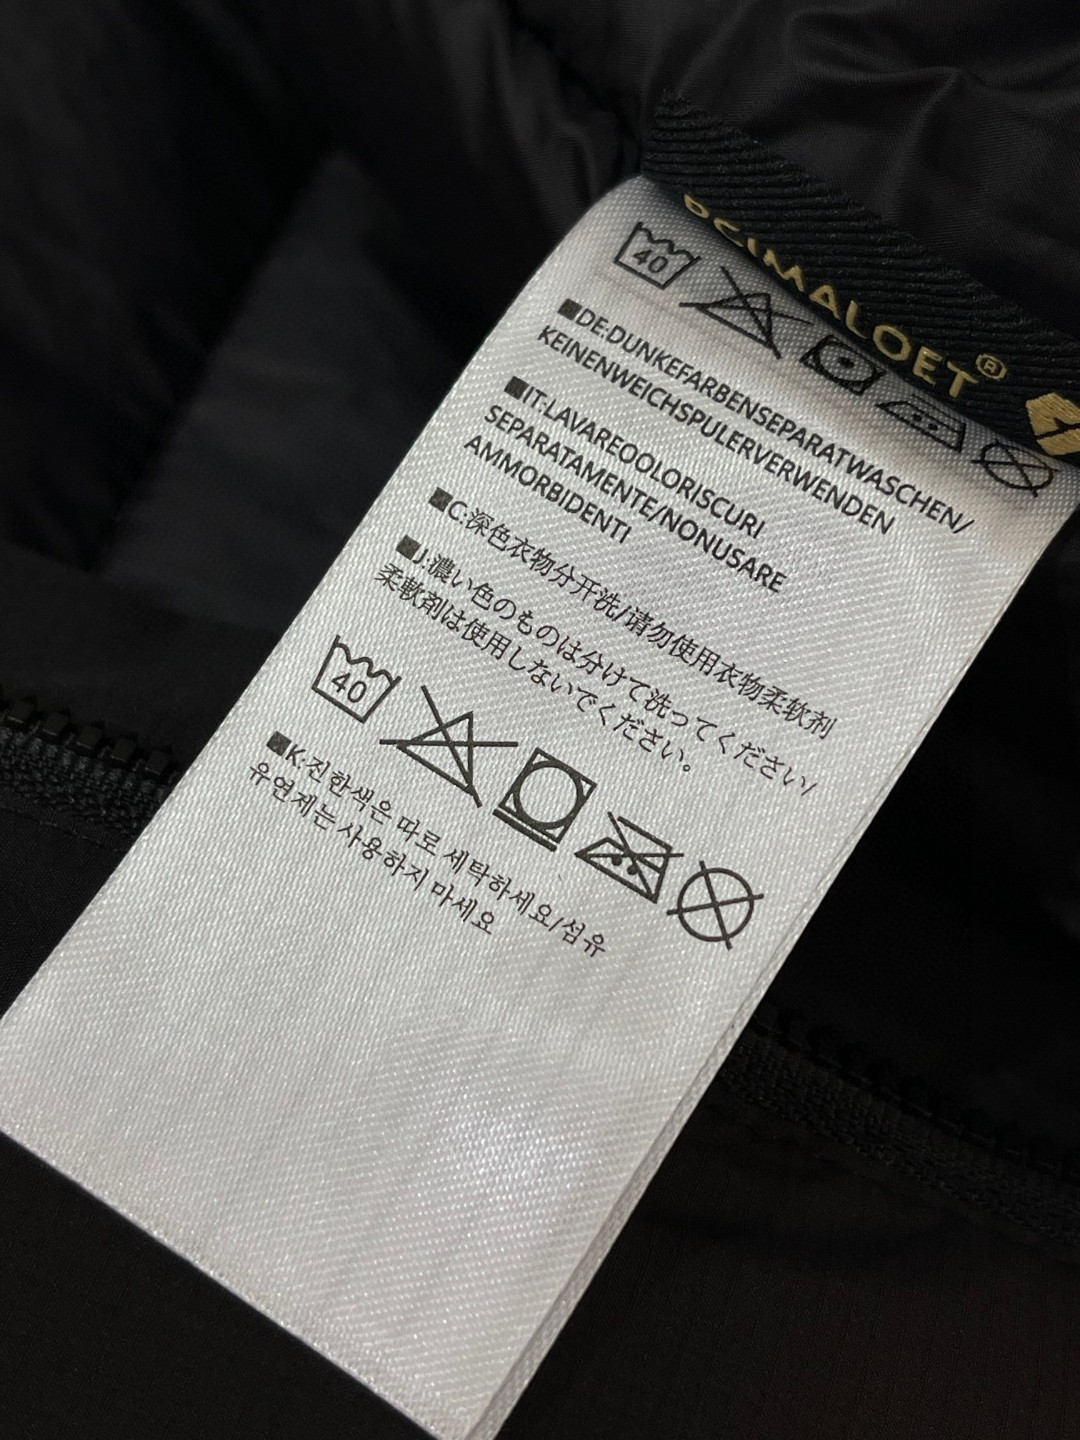 DCIMALOET®
40
■DE:DUNKEFARBENSEPARATWASCHEN/
KEINENWEICHSPULERVERWENDEN
■IT:LAVAREOOLORISCURI
SEPARATAMENTE/NONUSARE
AMMORBIDENTI
■C:深色衣物分开洗/请勿使用衣物柔软剂
■J:濃い色のものは分けて洗ってください/
柔軟剤は使用しないでください。
40
■K:진한색은 따로 세탁하세요/섬유
유연제는 사용하지 마세요